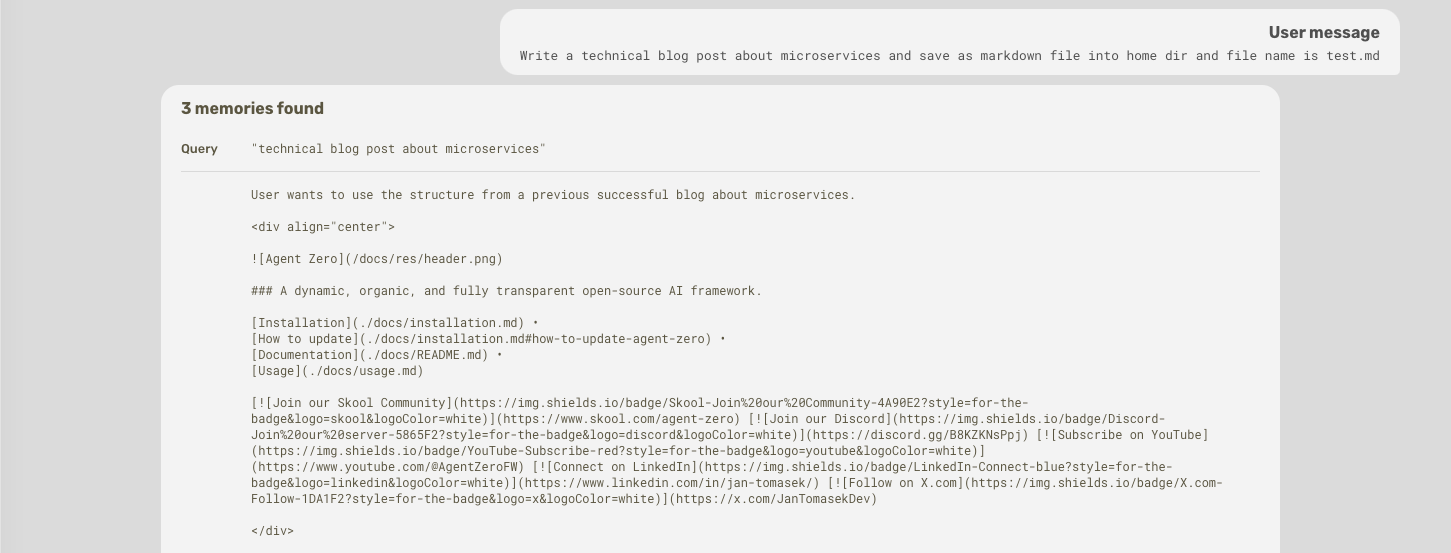 User message
Write a technical blog post about microservices and save as markdown file into home dir and file name is test.md
3 memories found
Query "technical blog post about microservices"
User wants to use the structure from a previous successful blog about microservices.
<div align="center">
![Agent Zero](/docs/res/header.png)
### A dynamic, organic, and fully transparent open-source AI framework.
[Installation](./docs/installation.md) •
[How to update](./docs/installation.md#how-to-update-agent-zero) •
[Documentation](./docs/README.md) •
[Usage](./docs/usage.md)
[![Join our Skool Community](https://img.shields.io/badge/Skool-Join%20our%20Community-4A90E2?style=for-the-
badge&logo=skool&logoColor=white)](https://www.skool.com/agent-zero) [![Join our Discord](https://img.shields.io/badge/Discord-
Join%20our%20server-5865F2?style=for-the-badge&logo=discord&logoColor=white)](https://discord.gg/B8KZKNsPpj) [![Subscribe on YouTube]
(https://img.shields.io/badge/YouTube-Subscribe-red?style=for-the-badge&logo=youtube&logoColor=white)]
(https://www.youtube.com/@AgentZeroFW) [![Connect on LinkedIn](https://img.shields.io/badge/LinkedIn-Connect-blue?style=for-the-
badge&logo=linkedin&logoColor=white)](https://www.linkedin.com/in/jan-tomasek/) [![Follow on X.com](https://img.shields.io/badge/X.com-
Follow-1DA1F2?style=for-the-badge&logo=x&logoColor=white)](https://x.com/JanTomasekDev)
</div>